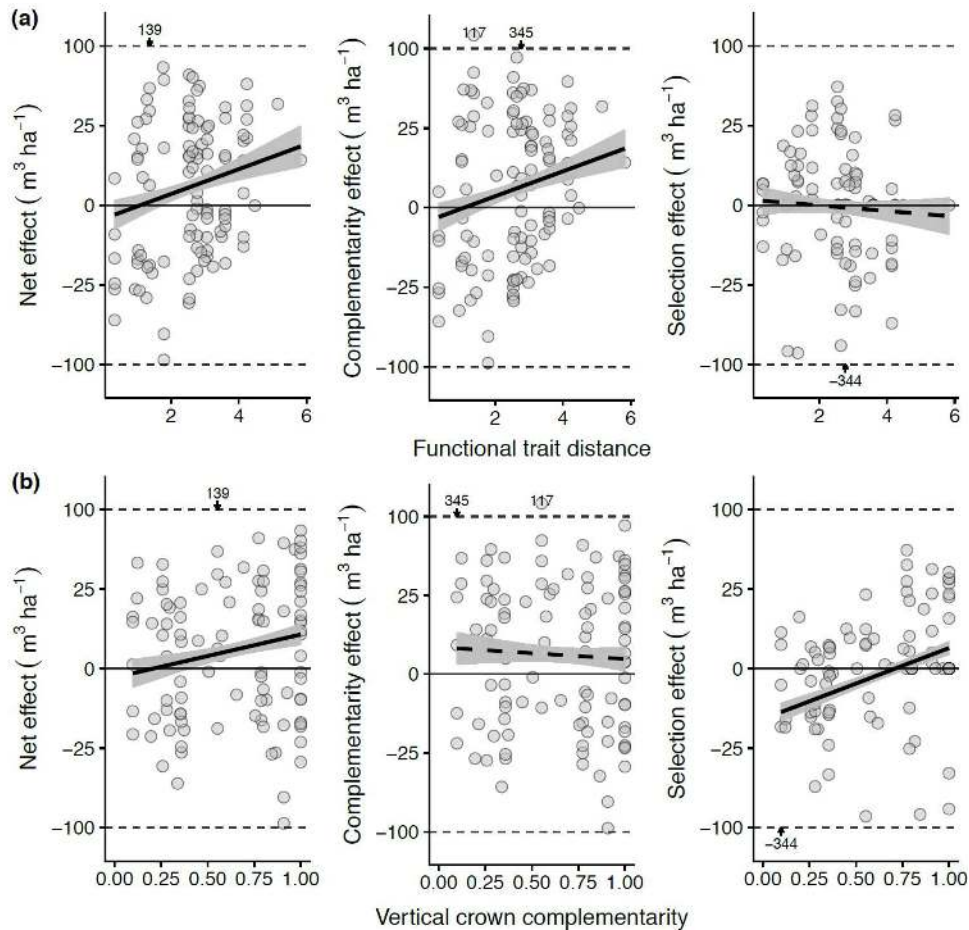 (a)
139
117 345
100
25
0
−25
−100
100
25
0
−25
−100
100
25
0
−25
−100
−344
Net effect ( m³ ha⁻¹)
Complementarity effect ( m³ ha⁻¹)
Selection effect ( m³ ha⁻¹)
2 4 6
2 4 6
2 4 6
Functional trait distance
(b)
139
345 117
100
25
0
−25
−100
100
25
0
−25
−100
100
25
0
−25
−100
−344
Net effect ( m³ ha⁻¹)
Complementarity effect ( m³ ha⁻¹)
Selection effect ( m³ ha⁻¹)
0.00 0.25 0.50 0.75 1.00
0.00 0.25 0.50 0.75 1.00
0.00 0.25 0.50 0.75 1.00
Vertical crown complementarity